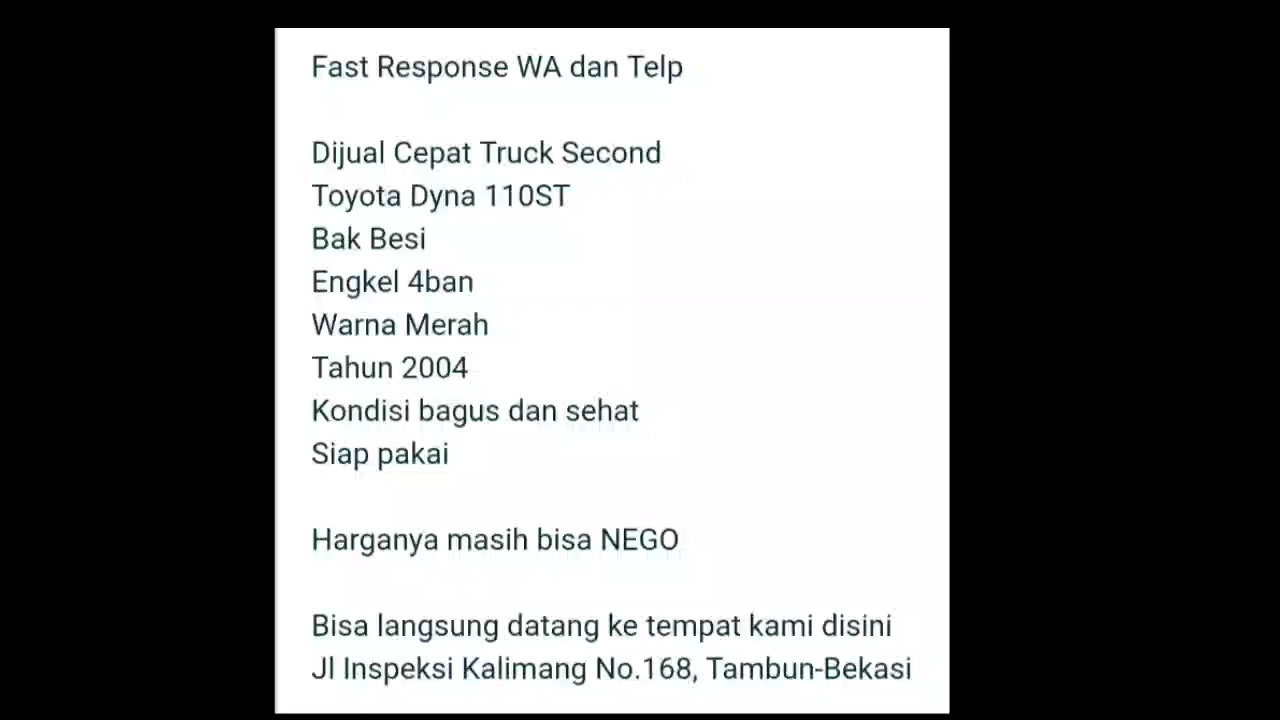 Fast Response WA dan Telp
Dijual Cepat Truck Second
Toyota Dyna 110ST
Bak Besi
Engkel 4ban
Warna Merah
Tahun 2004
Kondisi bagus dan sehat
Siap pakai
Harganya masih bisa NEGO
Bisa langsung datang ke tempat kami disini
Jl Inspeksi Kalimang No.168, Tambun-Bekasi